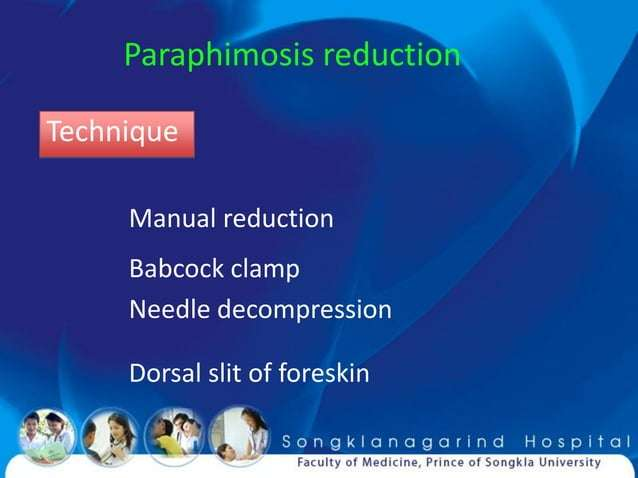 Paraphimosis reduction
Technique
Manual reduction
Babcock clamp
Needle decompression
Dorsal slit of foreskin
Songklanagarind Hospital
Faculty of Medicine, Prince of Songkla University